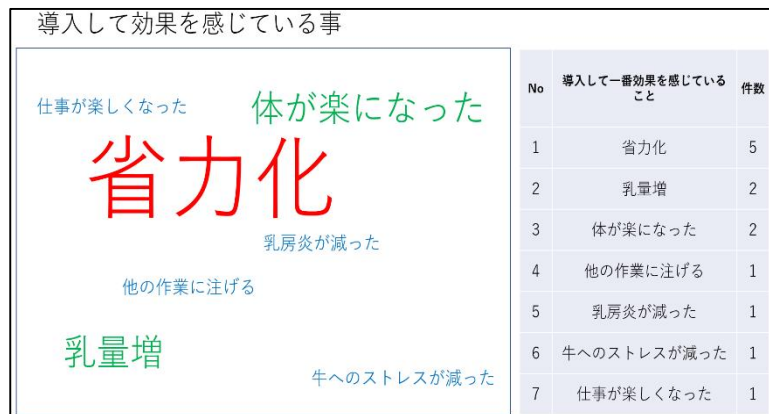 導入して効果を感じている事
仕事が楽しくなった
体が楽になった
省力化
乳房炎が減った
他の作業に注げる
乳量増
牛へのストレスが減った
No 導入して一番効果を感じている 件数
こと
1 省力化 5
2 乳量増 2
3 体が楽になった 2
4 他の作業に注げる 1
5 乳房炎が減った 1
6 牛へのストレスが減った 1
7 仕事が楽しくなった 1